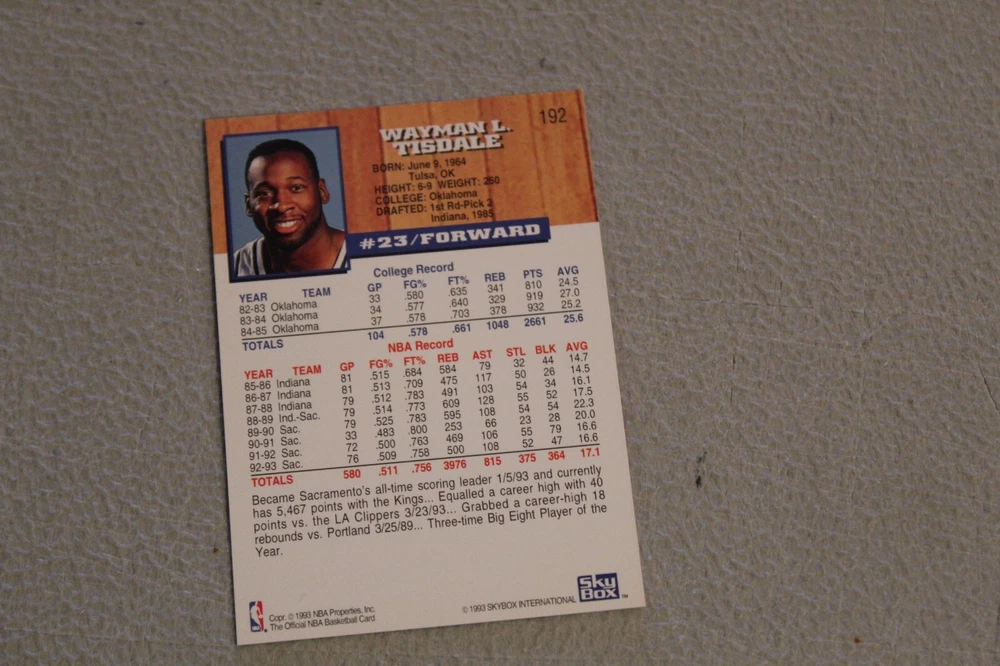 192
WAYMAN L.
TISDALE
BORN: June 9, 1964
Tulsa, OK
HEIGHT: 6-9 WEIGHT: 260
COLLEGE: Oklahoma
DRAFTED: 1st Rd-Pick 2
Indiana, 1985
#23/FORWARD
College Record
YEAR TEAM GP FG% FT% REB PTS AVG
82-83 Oklahoma 33 .580 .635 341 810 24.5
83-84 Oklahoma 34 .577 .640 329 919 27.0
84-85 Oklahoma 37 .578 .703 378 932 25.2
TOTALS 104 .578 .661 1048 2661 25.6
NBA Record
YEAR TEAM GP FG% FT% REB AST STL BLK AVG
85-86 Indiana 81 .515 .684 584 79 32 44 14.7
86-87 Indiana 81 .513 .709 475 117 50 26 14.5
87-88 Indiana 79 .512 .783 491 103 54 34 16.1
88-89 Ind.-Sac. 79 .514 .773 609 128 55 52 17.5
89-90 Sac. 79 .525 .783 595 108 54 54 22.3
90-91 Sac. 33 .483 .800 253 66 23 28 20.0
91-92 Sac. 72 .500 .763 469 106 55 79 16.6
92-93 Sac. 76 .509 .758 500 108 52 47 16.6
TOTALS 580 .511 .756 3976 815 375 364 17.1
Became Sacramento's all-time scoring leader 1/5/93 and currently
has 5,467 points with the Kings... Equalled a career high with 40
points vs. the LA Clippers 3/23/93... Grabbed a career-high 18
rebounds vs. Portland 3/25/89... Three-time Big Eight Player of the
Year.
Copr. © 1993 NBA Properties, Inc.
The Official NBA Basketball Card
© 1993 SKYBOX INTERNATIONAL
Sky
Box
™